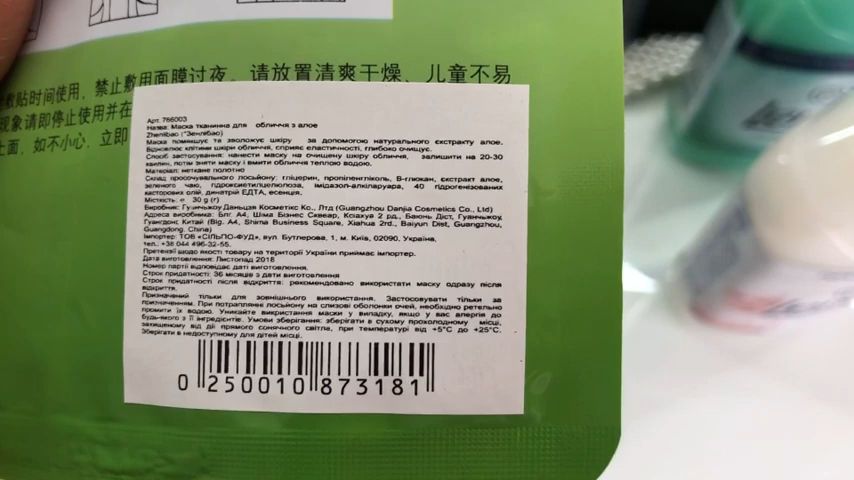 敷贴时间使用，禁止敷用面膜过夜。请放置清爽干燥、儿童不易
现象请即停止使用并在
上面，如不小心，立即
Арт. 786003
Назва: Маска тканинна для обличчя з алое
Zhenlibao ("Зенлібао)
Маска помякшує та зволожує шкіру за допомогою натурального екстракту алое.
Відновлює клітини шкіри обличчя, сприяє еластичності, глибоко очищує.
Спосіб застосування: нанести маску на очищену шкіру обличчя, залишити на 20-30
хвилин, потім зняти маску і вмити обличчя теплою водою.
Матеріал: неткане полотно
Склад просочувального лосьйону: гліцерин, пропіленгліколь, B-глюкан, екстракт алое,
зеленого чаю, гідроксиетилцелюлоза, імідазол-алкіларуара, 40 гідрогенізованих
касторових олій, динатрій ЕДТА, есенція.
Місткість: е 30 g (г)
Виробник: Гуанчьжоу Даньцзя Косметікс Ко., Лтд (Guangzhou Danjia Cosmetics Co., Ltd)
Адреса виробника: Блг А4, Шіма Бізнес Сквеар, Ксіахуа 2 рд., Баюнь Діст, Гуанчжоу,
Гуангдонг, Китай (Blg. A4, Shima Business Square, Xiahua 2rd., Baiyun Dist, Guangzhou,
Guangdong, China)
Імпортер: ТОВ «СІЛЬПО-ФУД», вул. Бутлерова, 1, м. Київ, 02090, Україна,
тел.: +38 044 496-32-55.
Претензії щодо якості товару на території України приймає імпортер.
Дата виготовлення: Листопад 2018
Номер партії відповідає даті виготовлення.
Строк придатності: 36 місяців з дати виготовлення
Строк придатності після відкриття: рекомендовано використати маску одразу після
відкриття.
Призначений тільки для зовнішнього використання. Застосовувати тільки за
призначенням. При потраплянні лосьйону на слизові оболонки очей, необхідно ретельно
промити їх водою. Уникайте використання маски у випадку, якщо у вас алергія до
будь-якого з її інгредієнтів. Умови зберігання: зберігати в сухому прохолодному місці,
захищеному від дії прямого сонячного світла, при температурі від +5°С до +25°С.
Зберігати в недоступному для дітей місці.
0 250010 873181